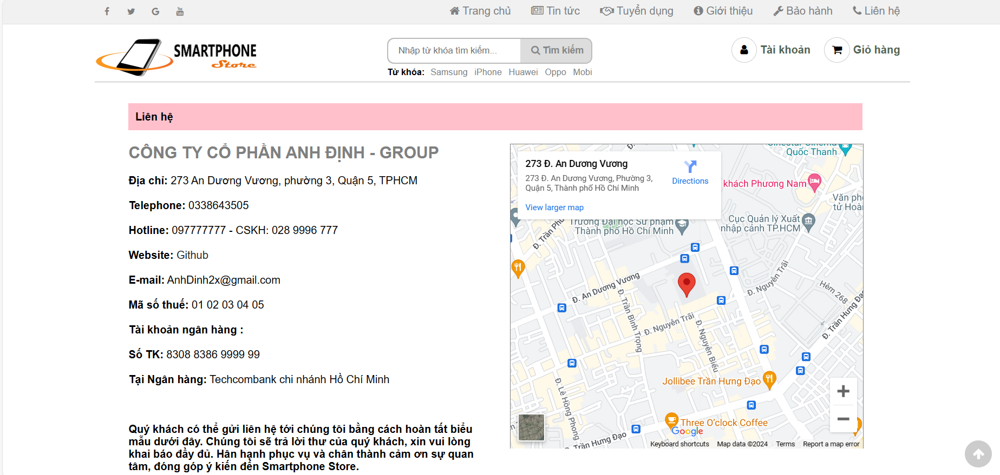 Trang chủ
Tin tức
Tuyển dụng
Giới thiệu
Bảo hành
Liên hệ
SMARTPHONE
Store
Nhập từ khóa tìm kiếm...
Tìm kiếm
Từ khóa: Samsung iPhone Huawei Oppo Mobi
Tài khoản
Giỏ hàng
Liên hệ
CÔNG TY CỔ PHẦN ANH ĐỊNH - GROUP
Địa chỉ: 273 An Dương Vương, phường 3, Quận 5, TPHCM
Telephone: 0338643505
Hotline: 097777777 - CSKH: 028 9996 777
Website: Github
E-mail: AnhDinh2x@gmail.com
Mã số thuế: 01 02 03 04 05
Tài khoản ngân hàng :
Số TK: 8308 8386 9999 99
Tại Ngân hàng: Techcombank chi nhánh Hồ Chí Minh
Quý khách có thể gửi liên hệ tới chúng tôi bằng cách hoàn tất biểu
mẫu dưới đây. Chúng tôi sẽ trả lời thư của quý khách, xin vui lòng
khai báo đầy đủ. Hân hạnh phục vụ và chân thành cảm ơn sự quan
tâm, đóng góp ý kiến đến Smartphone Store.
273 Đ. An Dương Vương
273 Đ. An Dương Vương, Phường 3,
Quận 5, Thành phố Hồ Chí Minh
Directions
View larger map
Cinestar Cinema
Quốc Thanh
khách Phương Nam
Văn
tử
Cục Quản lý Xuất
nhập cảnh TP.HCM
Trường Đại học Sư phạm
Thành phố Hồ Chí Minh
Đ. Trần
Đ. An Dương Vương
Đ. Nguyễn Trãi
Hẻm 268
Đ. Trần Bình Trọng
Đ. Nguyễn Trãi
Đ. Nguyễn Biểu
Đ. Trần Hưng Đạo
Đ. Lê Hồng Phong
Jollibee Trần Hưng Đạo
Three O'clock Coffee
Đ. Trần Hưng Đạo
Google
Keyboard shortcuts
Map data ©2024
Terms
Report a map error